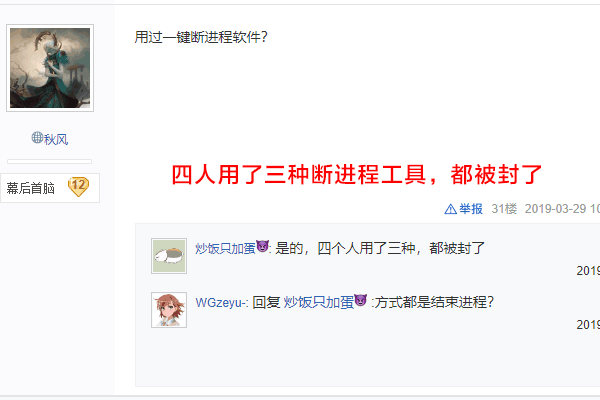 用过一键断进程软件？
秋风
幕后首脑 12
四人用了三种断进程工具，都被封了
举报 31楼 2019-03-29 10
炒饭只加蛋😈: 是的，四个人用了三种，都被封了
2019
WGzeyu-: 回复 炒饭只加蛋😈 :方式都是结束进程？
2019